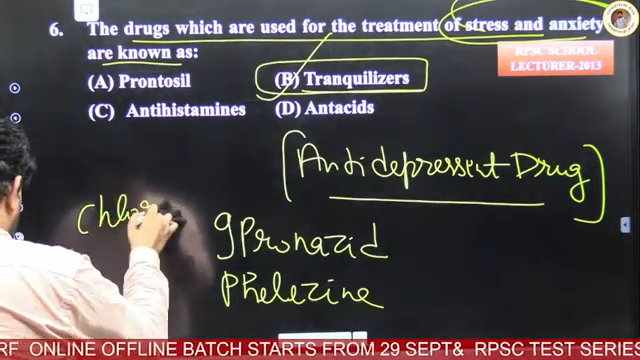 6. The drugs which are used for the treatment of stress and anxiety
are known as:
RPSC SCHOOL
LECTURER-2013
(A) Prontosil (B) Tranquilizers
(C) Antihistamines (D) Antacids
(Antidepressent Drug)
Chlor
Phelezine
RF ONLINE OFFLINE BATCH STARTS FROM 29 SEPT& RPSC TEST SERIES